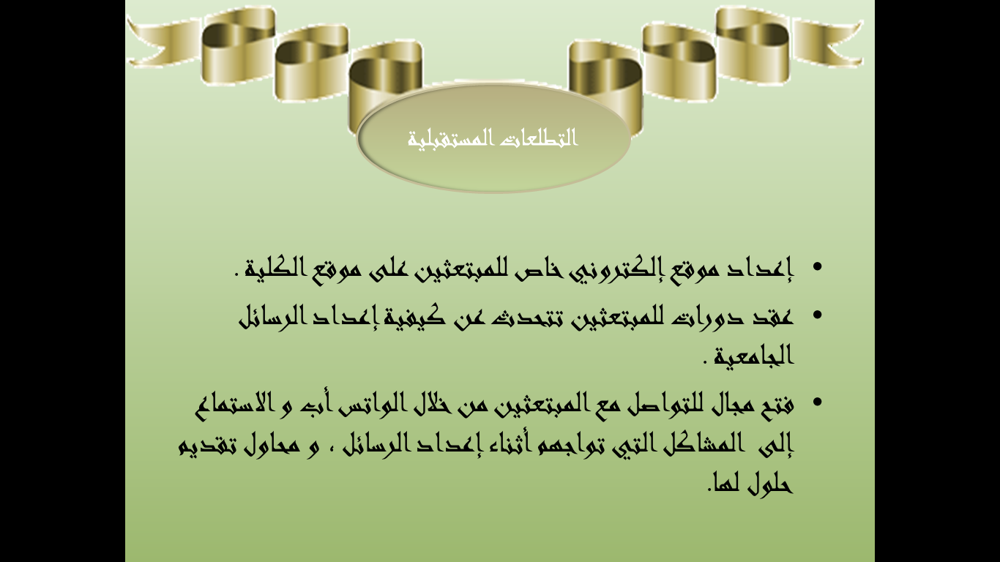 التطلعات المستقبلية
• إعداد موقع إلكتروني خاص للمبتعثين على موقع الكلية .
• عقد دورات للمبتعثين تتحدث عن كيفية إعداد الرسائل
الجامعية .
• فتح مجال للتواصل مع المبتعثين من خلال الواتس أب و الاستماع
إلى المشاكل التي تواجهم أثناء إعداد الرسائل ، و محاول تقديم
حلول لها.